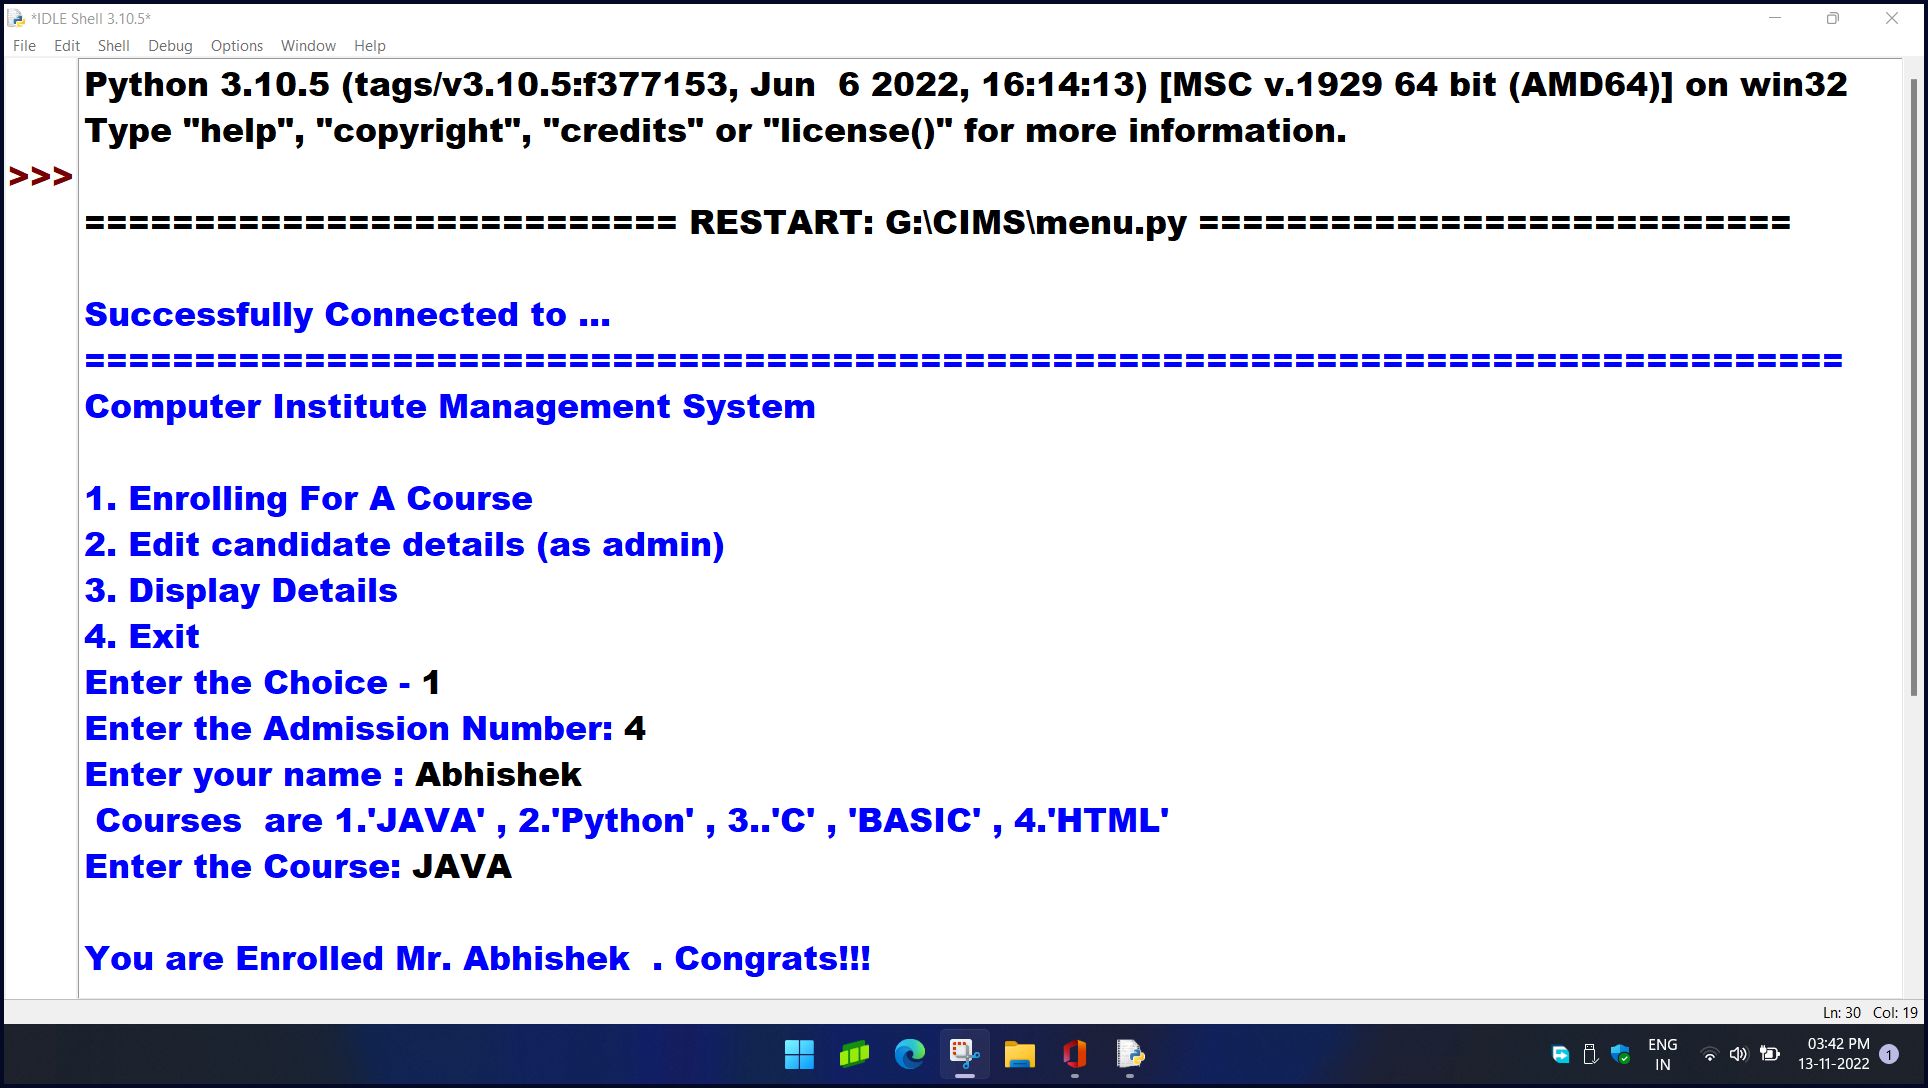 *IDLE Shell 3.10.5*
File Edit Shell Debug Options Window Help
Python 3.10.5 (tags/v3.10.5:f377153, Jun  6 2022, 16:14:13) [MSC v.1929 64 bit (AMD64)] on win32
Type "help", "copyright", "credits" or "license()" for more information.
>>>
=========================== RESTART: G:\CIMS\menu.py ===========================
Successfully Connected to ...
================================================================================
Computer Institute Management System
1. Enrolling For A Course
2. Edit candidate details (as admin)
3. Display Details
4. Exit
Enter the Choice - 1
Enter the Admission Number: 4
Enter your name : Abhishek
Courses  are 1.'JAVA' , 2.'Python' , 3..'C' , 'BASIC' , 4.'HTML'
Enter the Course: JAVA
You are Enrolled Mr. Abhishek  . Congrats!!!
Ln: 30 Col: 19
ENG
IN
03:42 PM
13-11-2022
1